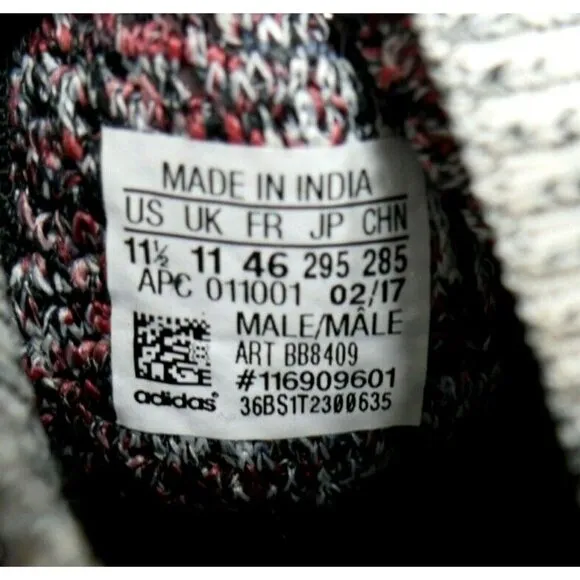 MADE IN INDIA
US UK FR JP CHN
11½ 11 46 295 285
APC 011001 02/17
MALE/MÂLE
ART BB8409
#116909601
adidas® 36BS1T2300635